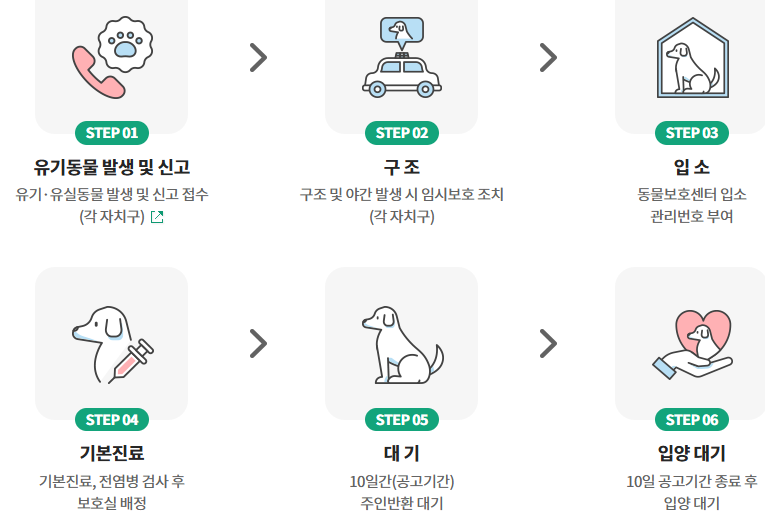 STEP 01
유기동물 발생 및 신고
유기·유실동물 발생 및 신고 접수
(각 자치구)
STEP 02
구 조
구조 및 야간 발생 시 임시보호 조치
(각 자치구)
STEP 03
입 소
동물보호센터 입소
관리번호 부여
STEP 04
기본진료
기본진료, 전염병 검사 후
보호실 배정
STEP 05
대 기
10일간(공고기간)
주인반환 대기
STEP 06
입양 대기
10일 공고기간 종료 후
입양 대기